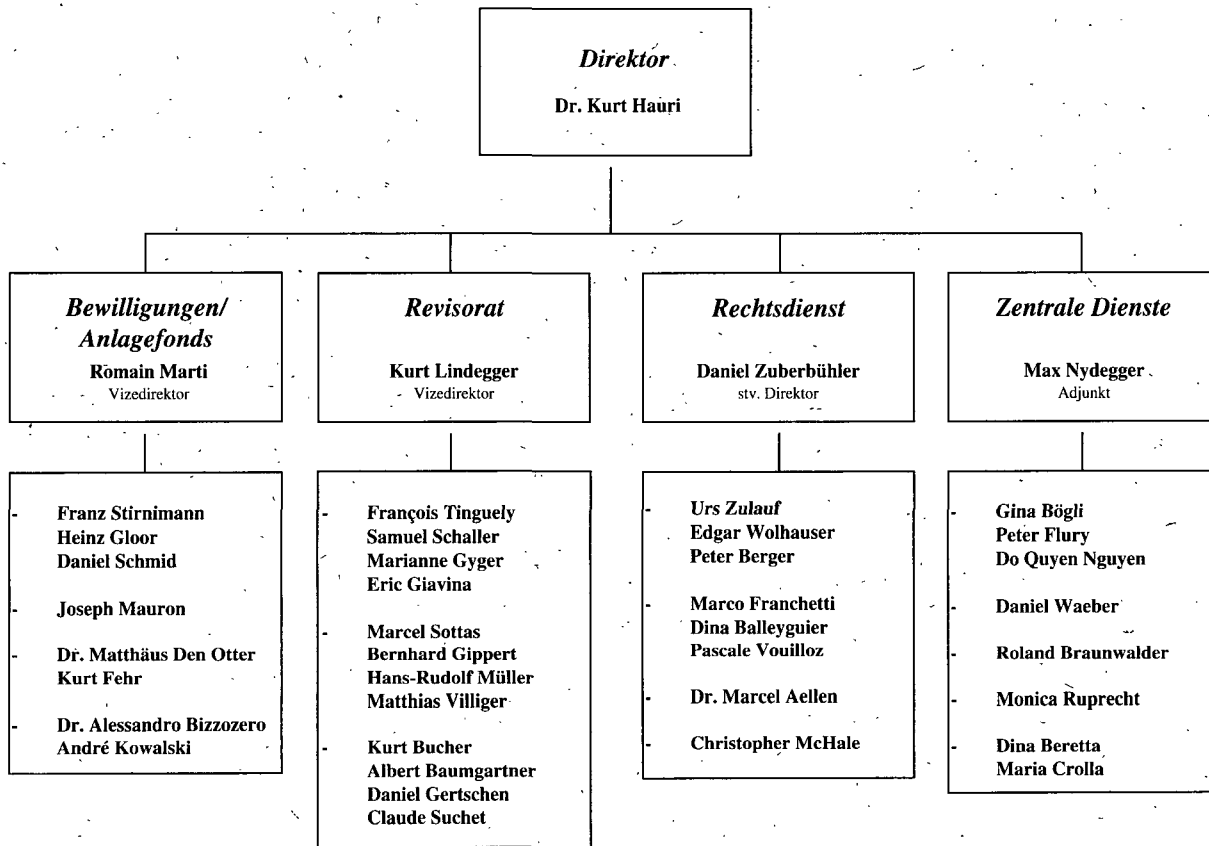 Direktor
Dr. Kurt Hauri
Bewilligungen/
Anlagefonds
Romain Marti
Vizedirektor
Revisorat
Kurt Lindegger
Vizedirektor
Rechtsdienst
Daniel Zuberbühler
stv. Direktor
Zentrale Dienste
Max Nydegger
Adjunkt
- Franz Stirnimann
Heinz Gloor
Daniel Schmid
- Joseph Mauron
- Dr. Matthäus Den Otter
Kurt Fehr
- Dr. Alessandro Bizzozero
André Kowalski
- François Tinguely
Samuel Schaller
Marianne Gyger
Eric Giavina
- Marcel Sottas
Bernhard Gippert
Hans-Rudolf Müller
Matthias Villiger
- Kurt Bucher
Albert Baumgartner
Daniel Gertschen
Claude Suchet
- Urs Zulauf
Edgar Wolhauser
Peter Berger
- Marco Franchetti
Dina Balleyguier
Pascale Vouilloz
- Dr. Marcel Aellen
- Christopher McHale
- Gina Bögli
Peter Flury
Do Quyen Nguyen
- Daniel Waeber
- Roland Braunwalder
- Monica Ruprecht
- Dina Beretta
Maria Crolla